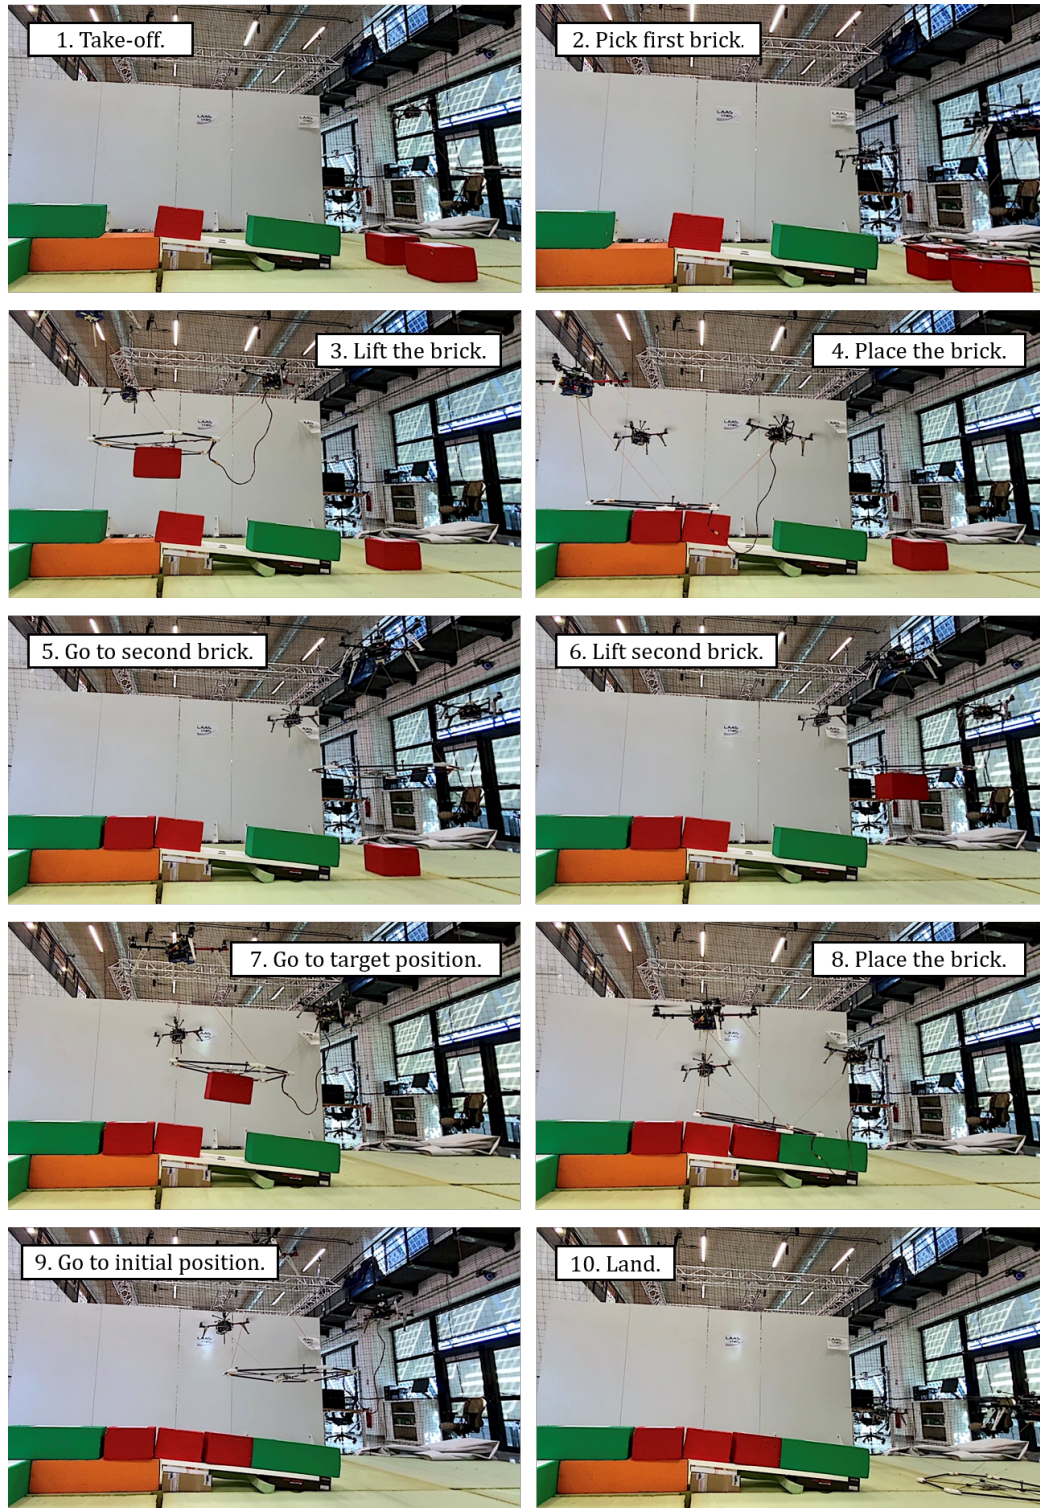 1. Take-off.
2. Pick first brick.
3. Lift the brick.
4. Place the brick.
5. Go to second brick.
6. Lift second brick.
7. Go to target position.
8. Place the brick.
9. Go to initial position.
10. Land.